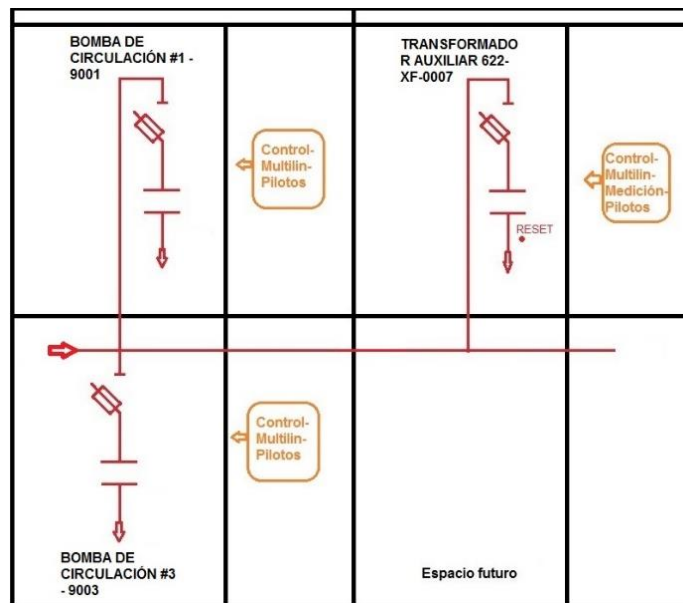 BOMBA DE
CIRCULACIÓN #1 -
9001
Control-
Multilin-
Pilotos
TRANSFORMADO
R AUXILIAR 622-
XF-0007
RESET
Control-
Multilin-
Medición-
Pilotos
Control-
Multilin-
Pilotos
BOMBA DE
CIRCULACIÓN #3
- 9003
Espacio futuro